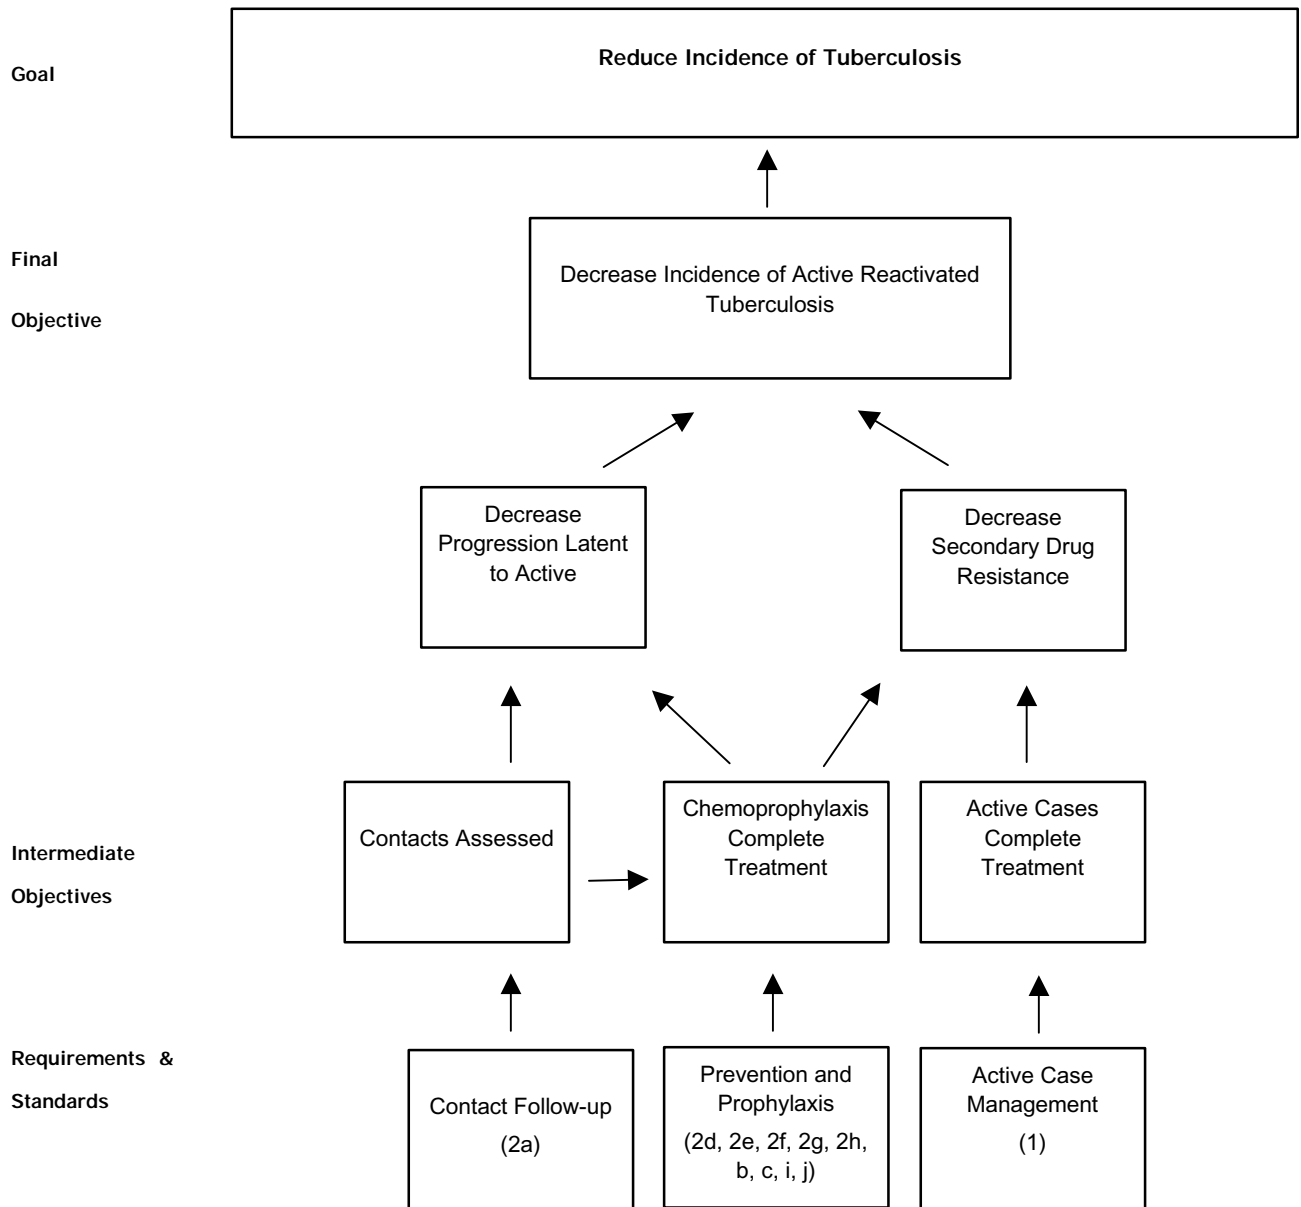 Goal
Reduce Incidence of Tuberculosis
Final
Objective
Decrease Incidence of Active Reactivated
Tuberculosis
Decrease
Progression Latent
to Active
Decrease
Secondary Drug
Resistance
Intermediate
Objectives
Contacts Assessed
Chemoprophylaxis
Complete
Treatment
Active Cases
Complete
Treatment
Requirements &
Standards
Contact Follow-up
(2a)
Prevention and
Prophylaxis
(2d, 2e, 2f, 2g, 2h,
b, c, i, j)
Active Case
Management
(1)